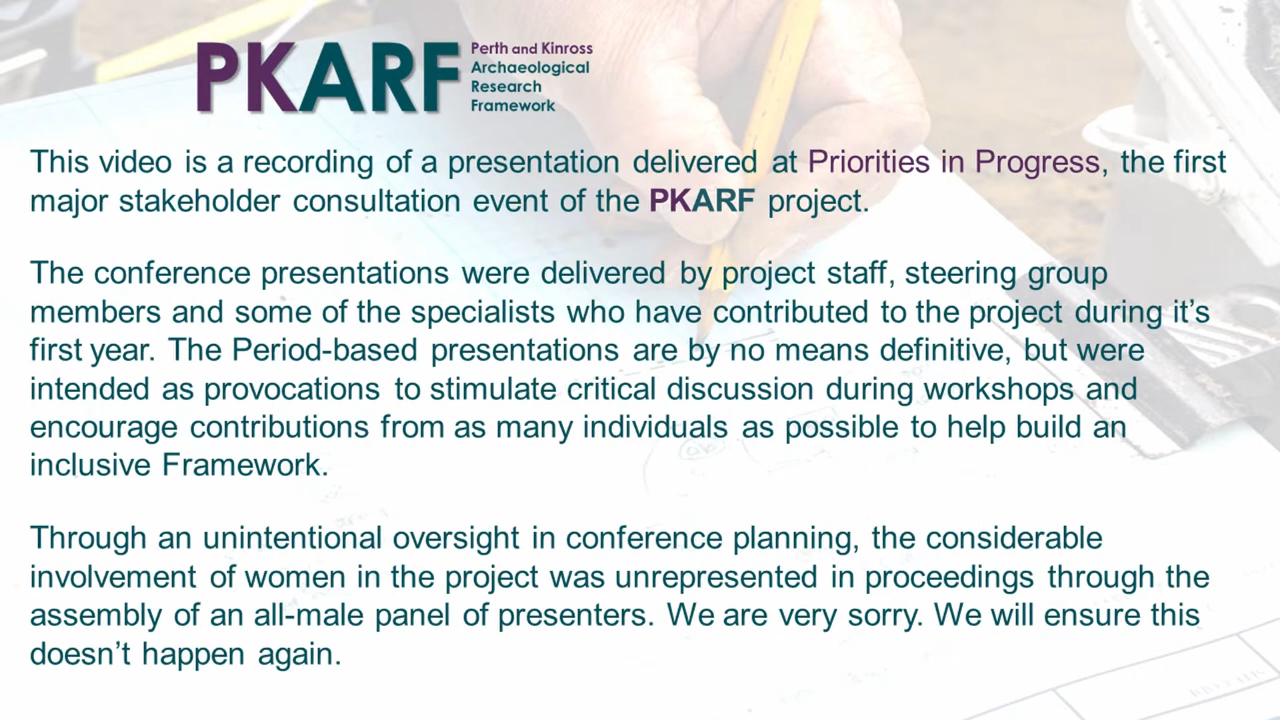 PKARF
Perth and Kinross
Archaeological
Research
Framework
This video is a recording of a presentation delivered at Priorities in Progress, the first
major stakeholder consultation event of the PKARF project.
The conference presentations were delivered by project staff, steering group
members and some of the specialists who have contributed to the project during it's
first year. The Period-based presentations are by no means definitive, but were
intended as provocations to stimulate critical discussion during workshops and
encourage contributions from as many individuals as possible to help build an
inclusive Framework.
Through an unintentional oversight in conference planning, the considerable
involvement of women in the project was unrepresented in proceedings through the
assembly of an all-male panel of presenters. We are very sorry. We will ensure this
doesn't happen again.